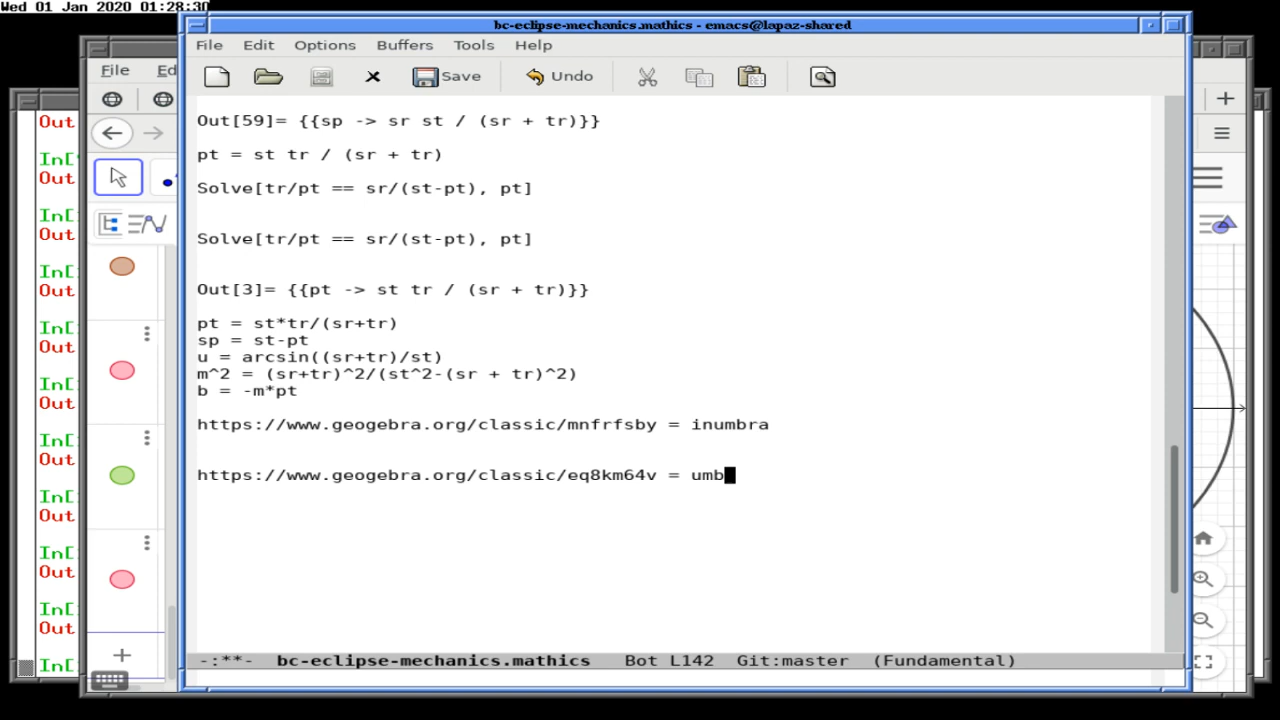 Wed 01 Jan 2020 01:28:30
bc-eclipse-mechanics.mathics - emacs@lapaz-shared
File Edit Options Buffers Tools Help
Save Undo
Out[59]= {{sp -> sr st / (sr + tr)}}
pt = st tr / (sr + tr)
Solve[tr/pt == sr/(st-pt), pt]
Solve[tr/pt == sr/(st-pt), pt]
Out[3]= {{pt -> st tr / (sr + tr)}}
pt = st*tr/(sr+tr)
sp = st-pt
u = arcsin((sr+tr)/st)
m^2 = (sr+tr)^2/(st^2-(sr + tr)^2)
b = -m*pt
https://www.geogebra.org/classic/mnfrfsby = inumbra
https://www.geogebra.org/classic/eq8km64v = umb
-:**- bc-eclipse-mechanics.mathics Bot L142 Git:master (Fundamental)
File Ed
Out
In[
Out
In[
Out
In[
Out
In[
Out
In[
Out
In[
Out
In[
Out
In[
Out
In[
Out
In[